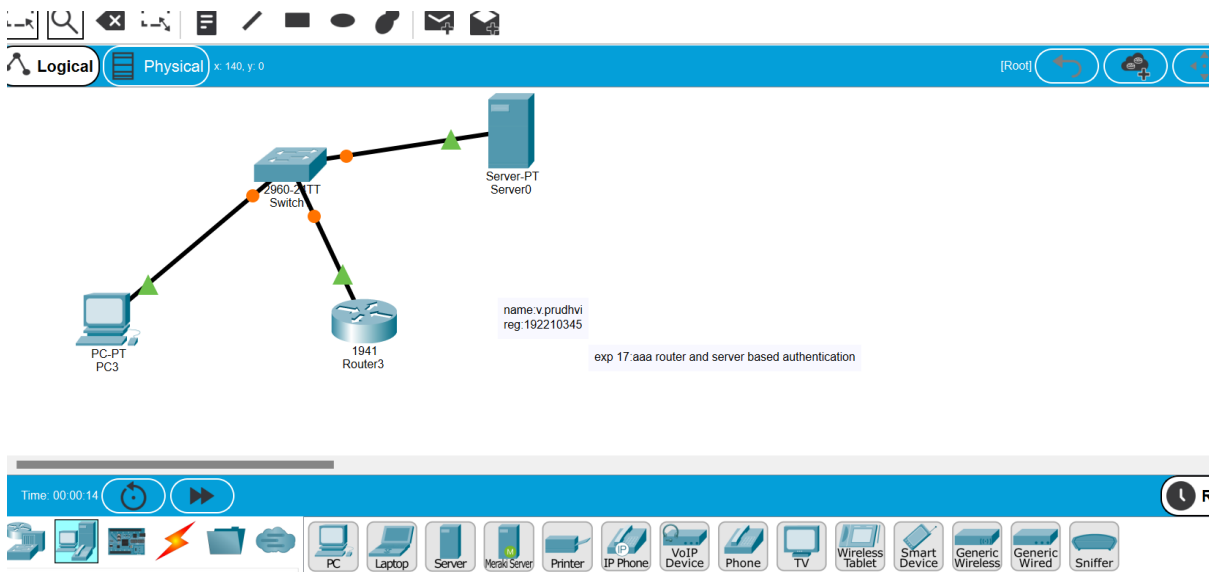 Logical
Physical
x: 140, y: 0
[Root]
Server-PT
Server0
2960-24TT
Switch
name:v.prudhvi
reg:192210345
1941
Router3
PC-PT
PC3
exp 17:aaa router and server based authentication
Time: 00:00:14
R
PC
Laptop
Server
M
Meraki Server
Printer
IP
IP Phone
VoIP
Device
Phone
TV
Wireless
Tablet
Smart
Device
Generic
Wireless
Generic
Wired
Sniffer